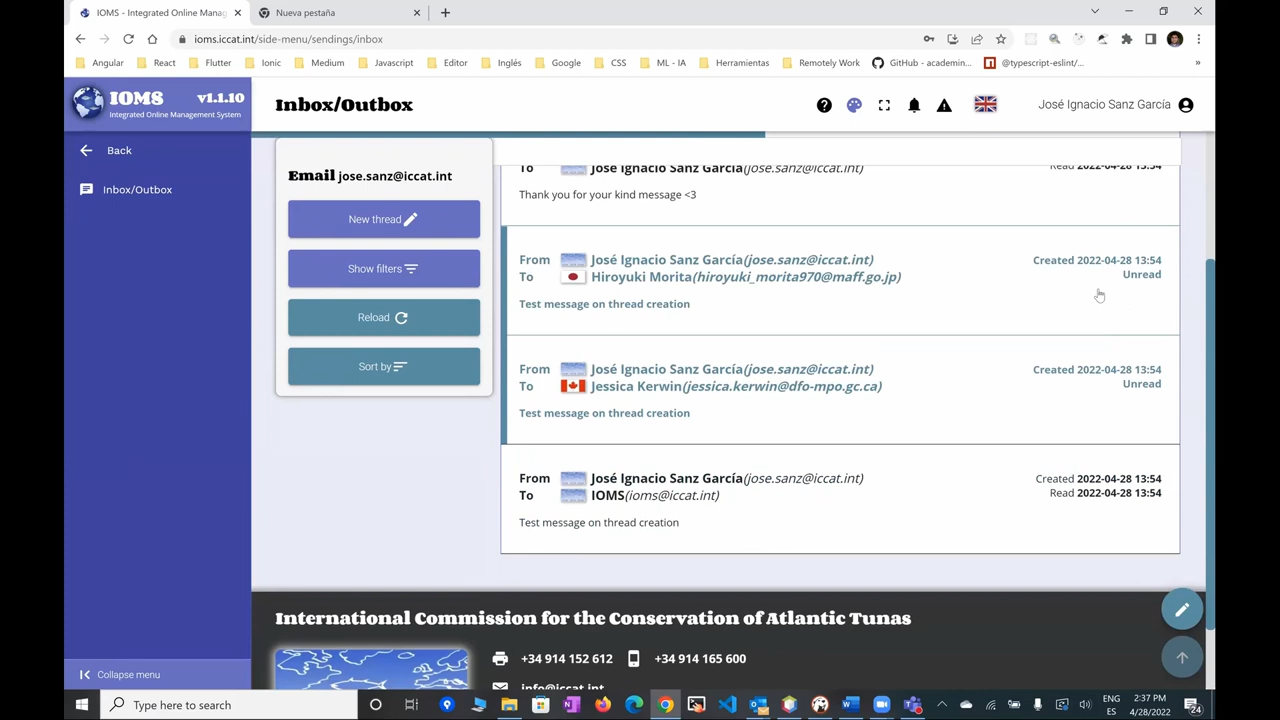 IOMS - Integrated Online Manag
Nueva pestaña
ioms.iccat.int/side-menu/sendings/inbox
Angular
React
Flutter
Ionic
Medium
Javascript
Editor
Inglés
Google
CSS
ML - IA
Herramientas
Remotely Work
GitHub - academin...
@typescript-eslint/...
»
IOMS v1.1.10
Integrated Online Management System
Inbox/Outbox
José Ignacio Sanz García
Back
Inbox/Outbox
Email jose.sanz@iccat.int
New thread
Show filters
Reload
Sort by
To José Ignacio Sanz García(jose.sanz@iccat.int) Read 2022-04-28 13:54
Thank you for your kind message <3
From José Ignacio Sanz García(jose.sanz@iccat.int) Created 2022-04-28 13:54
To Hiroyuki Morita(hiroyuki_morita970@maff.go.jp) Unread
Test message on thread creation
From José Ignacio Sanz García(jose.sanz@iccat.int) Created 2022-04-28 13:54
To Jessica Kerwin(jessica.kerwin@dfo-mpo.gc.ca) Unread
Test message on thread creation
From José Ignacio Sanz García(jose.sanz@iccat.int) Created 2022-04-28 13:54
To IOMS(ioms@iccat.int) Read 2022-04-28 13:54
Test message on thread creation
International Commission for the Conservation of Atlantic Tunas
+34 914 152 612
+34 914 165 600
info@iccat.int
Collapse menu
Type here to search
ENG
ES
2:37 PM
4/28/2022
24